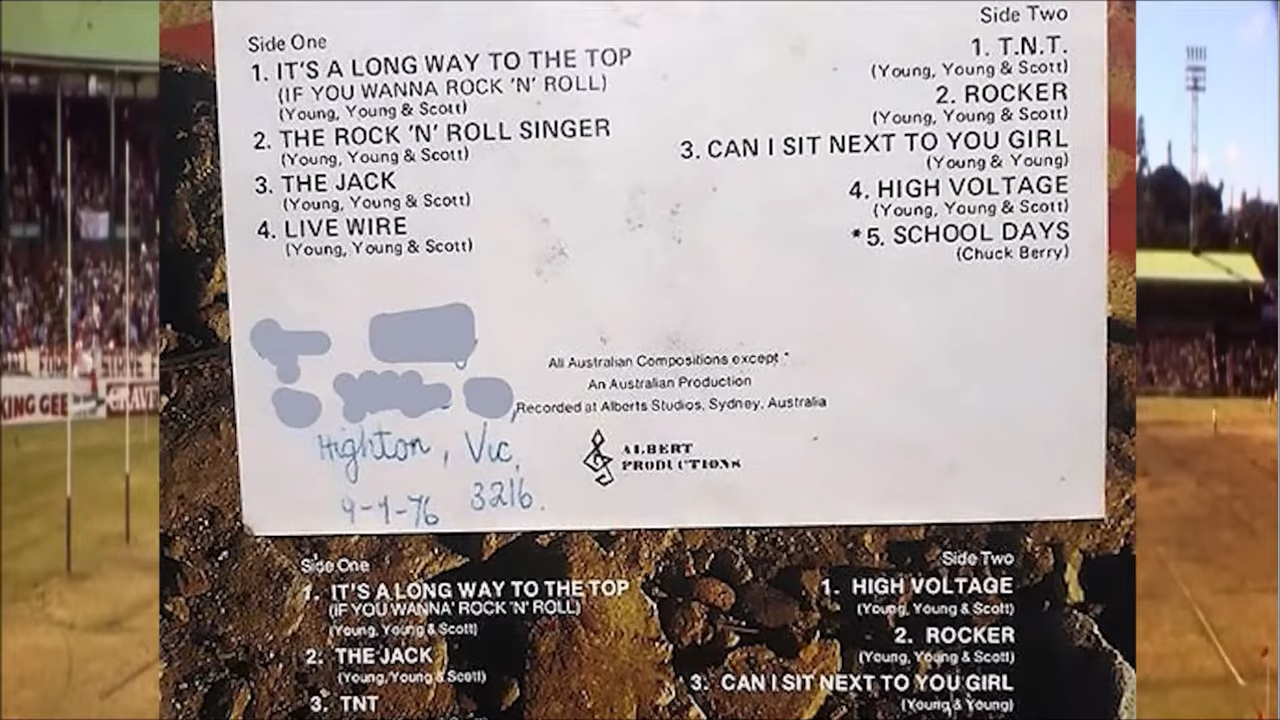 Side One
1. IT'S A LONG WAY TO THE TOP
(IF YOU WANNA ROCK 'N' ROLL)
(Young, Young & Scott)
2. THE ROCK 'N' ROLL SINGER
(Young, Young & Scott)
3. THE JACK
(Young, Young & Scott)
4. LIVE WIRE
(Young, Young & Scott)
Side Two
1. T.N.T.
(Young, Young & Scott)
2. ROCKER
(Young, Young & Scott)
3. CAN I SIT NEXT TO YOU GIRL
(Young & Young)
4. HIGH VOLTAGE
(Young, Young & Scott)
*5. SCHOOL DAYS
(Chuck Berry)
All Australian Compositions except *
An Australian Production
Recorded at Alberts Studios, Sydney, Australia
ALBERT
PRODUCTIONS
Highton, Vic,
9-1-76 3216.
Side One
1. IT'S A LONG WAY TO THE TOP
(IF YOU WANNA' ROCK 'N' ROLL)
(Young, Young & Scott)
2. THE JACK
(Young, Young & Scott)
3. TNT
Side Two
1. HIGH VOLTAGE
(Young, Young & Scott)
2. ROCKER
(Young, Young & Scott)
3. CAN I SIT NEXT TO YOU GIRL
(Young & Young)
KING GEE